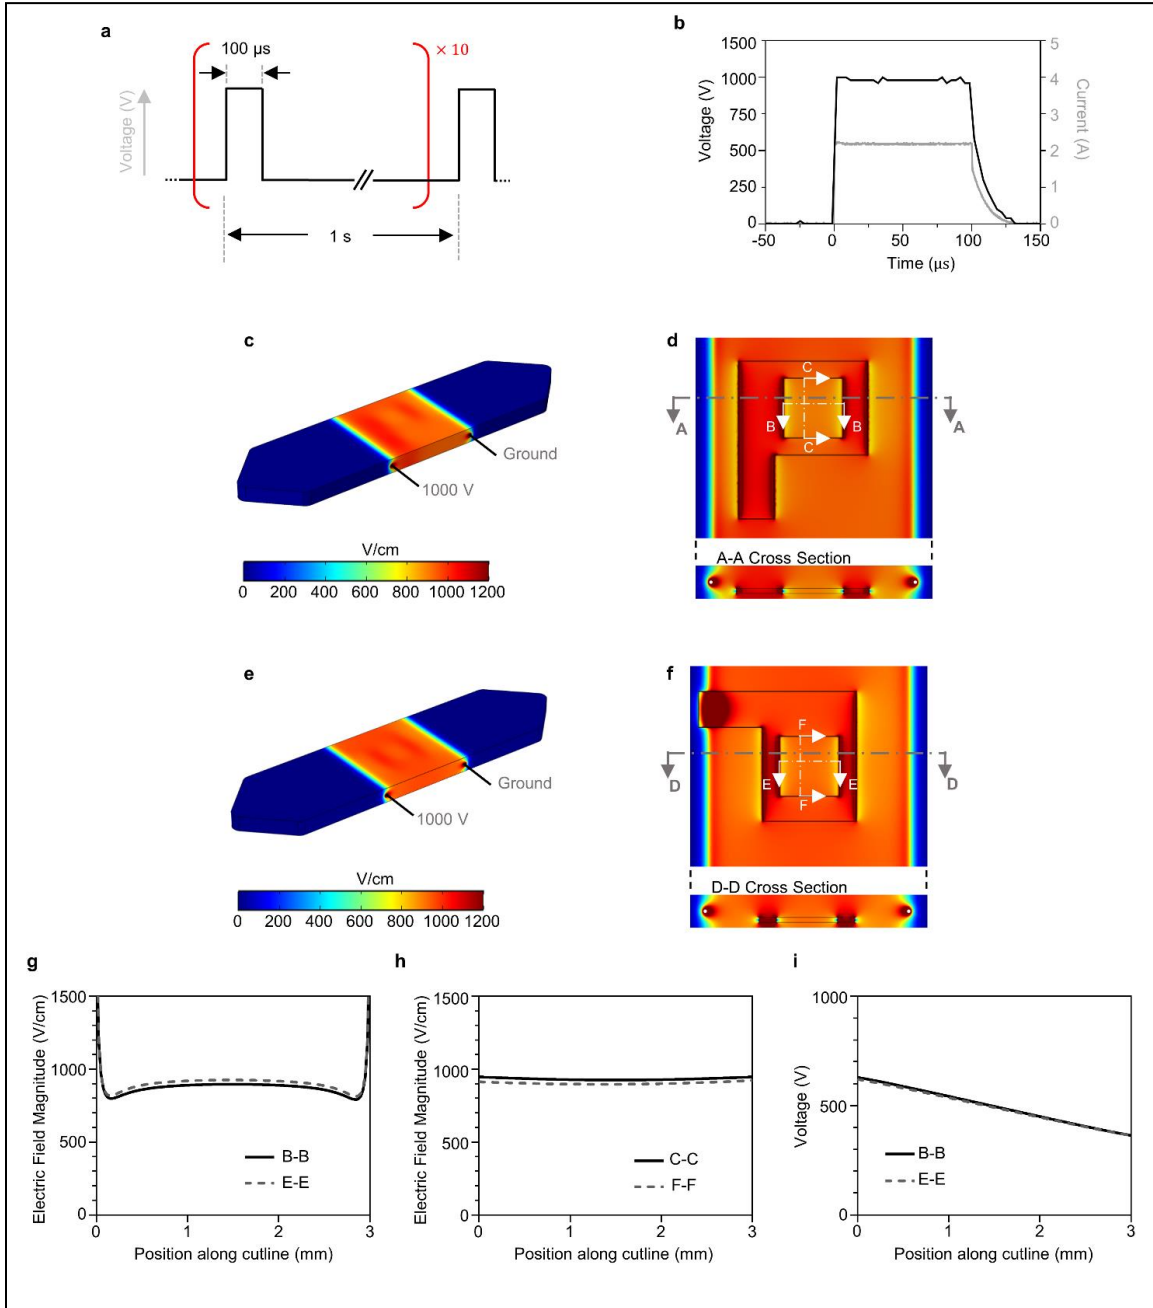 a
100 μs
× 10
Voltage (V)
1 s
b
1500
1000
750
500
250
0
Voltage (V)
5
4
3
2
1
0
Current (A)
-50
0
50
100
150
Time (μs)
c
Ground
1000 V
V/cm
0 200 400 600 800 1000 1200
d
C
A
A
B
B
C
A-A Cross Section
e
Ground
1000 V
V/cm
0 200 400 600 800 1000 1200
f
F
D
D
E
E
F
D-D Cross Section
g
Electric Field Magnitude (V/cm)
1500
1000
500
0
B-B
E-E
0 1 2 3
Position along cutline (mm)
h
Electric Field Magnitude (V/cm)
1500
1000
500
0
C-C
F-F
0 1 2 3
Position along cutline (mm)
i
Voltage (V)
1000
500
0
B-B
E-E
0 1 2 3
Position along cutline (mm)